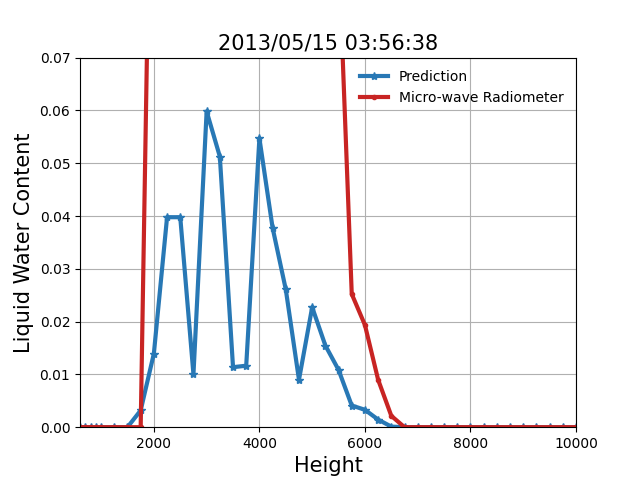 2013/05/15 03:56:38
Prediction
Micro-wave Radiometer
Liquid Water Content
0.07
0.06
0.05
0.04
0.03
0.02
0.01
0.00
2000 4000 6000 8000 10000
Height